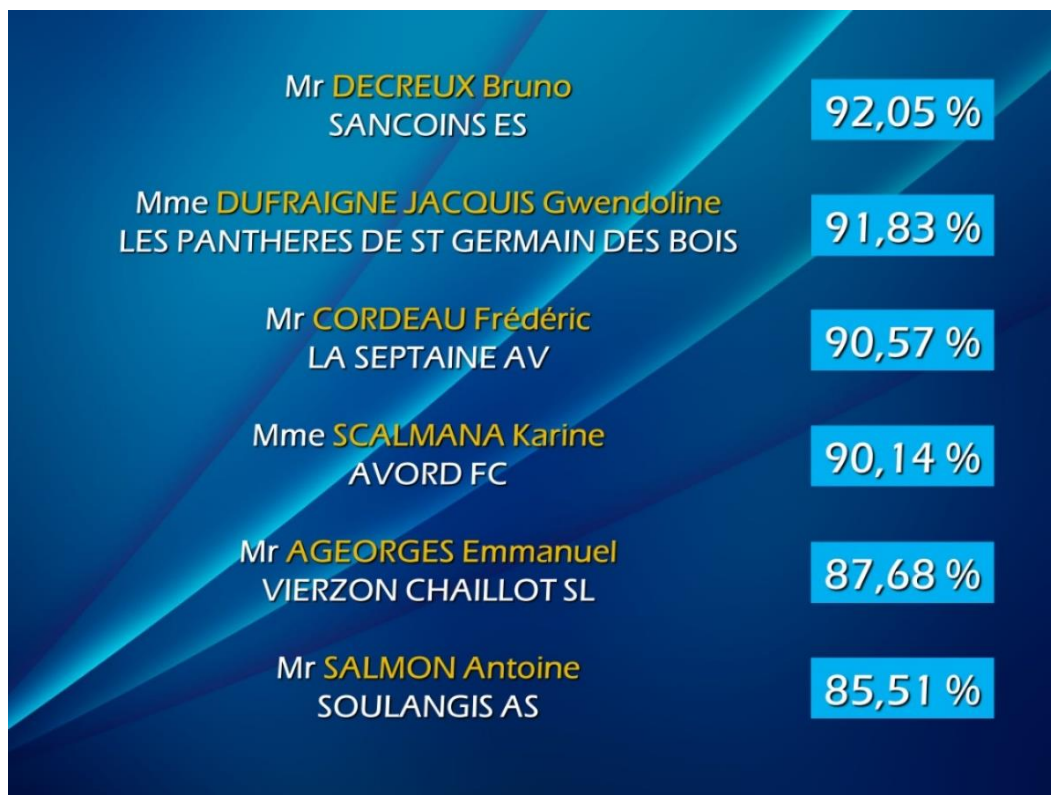 Mr DECREUX Bruno
SANCOINS ES
92,05 %
Mme DUFRAIGNE JACQUIS Gwendoline
LES PANTHERES DE ST GERMAIN DES BOIS
91,83 %
Mr CORDEAU Frédéric
LA SEPTAINE AV
90,57 %
Mme SCALMANA Karine
AVORD FC
90,14 %
Mr AGEORGES Emmanuel
VIERZON CHAILLOT SL
87,68 %
Mr SALMON Antoine
SOULANGIS AS
85,51 %